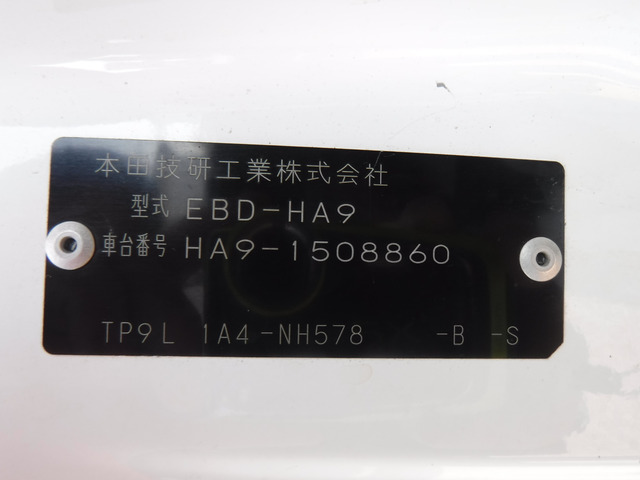 本田技研工業株式会社
型式 EBD-HA9
車台番号 HA9-1508860
TP9L 1A4-NH578 -B -S